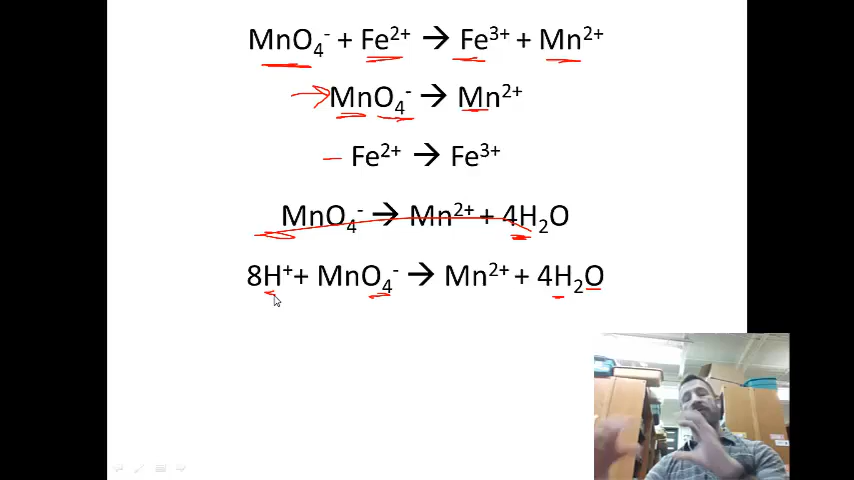 MnO₄⁻ + Fe²⁺ → Fe³⁺ + Mn²⁺
MnO₄⁻ → Mn²⁺
Fe²⁺ → Fe³⁺
MnO₄⁻ → Mn²⁺ + 4H₂O
8H⁺+ MnO₄⁻ → Mn²⁺ + 4H₂O